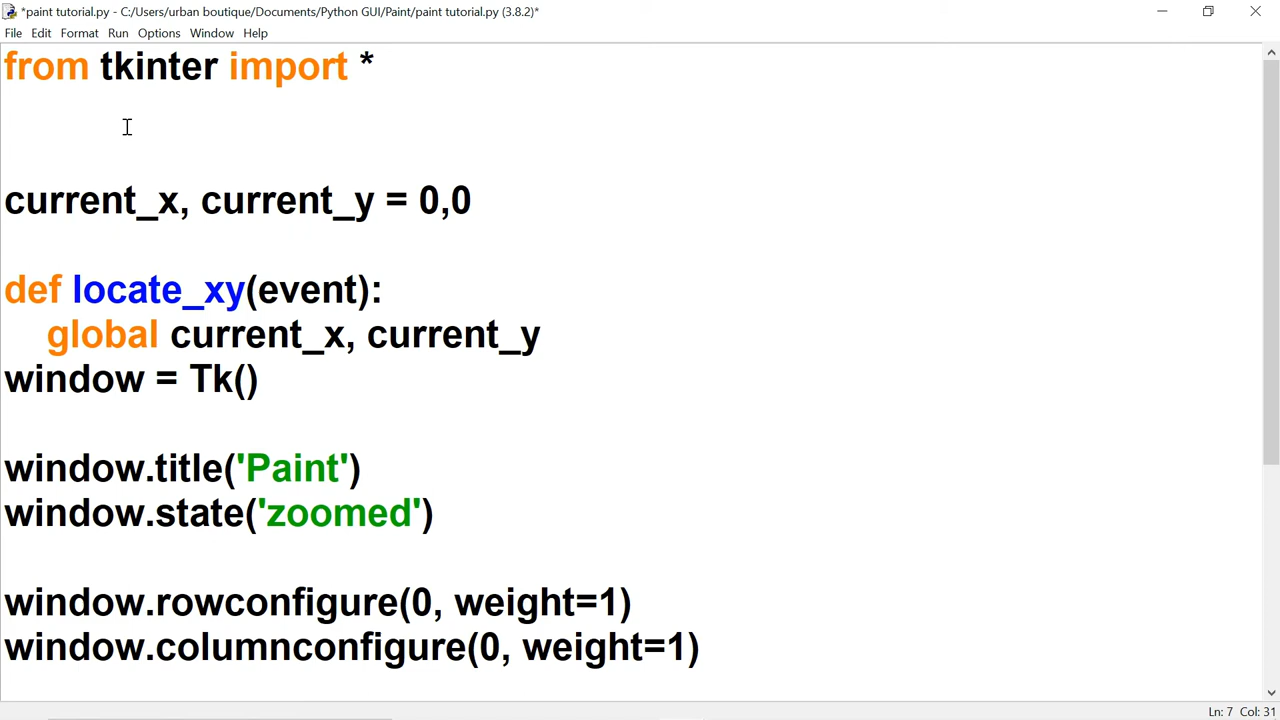 *paint tutorial.py - C:/Users/urban boutique/Documents/Python GUI/Paint/paint tutorial.py (3.8.2)*
File Edit Format Run Options Window Help
from tkinter import *
current_x, current_y = 0,0
def locate_xy(event):
    global current_x, current_y
window = Tk()
window.title('Paint')
window.state('zoomed')
window.rowconfigure(0, weight=1)
window.columnconfigure(0, weight=1)
Ln: 7 Col: 31